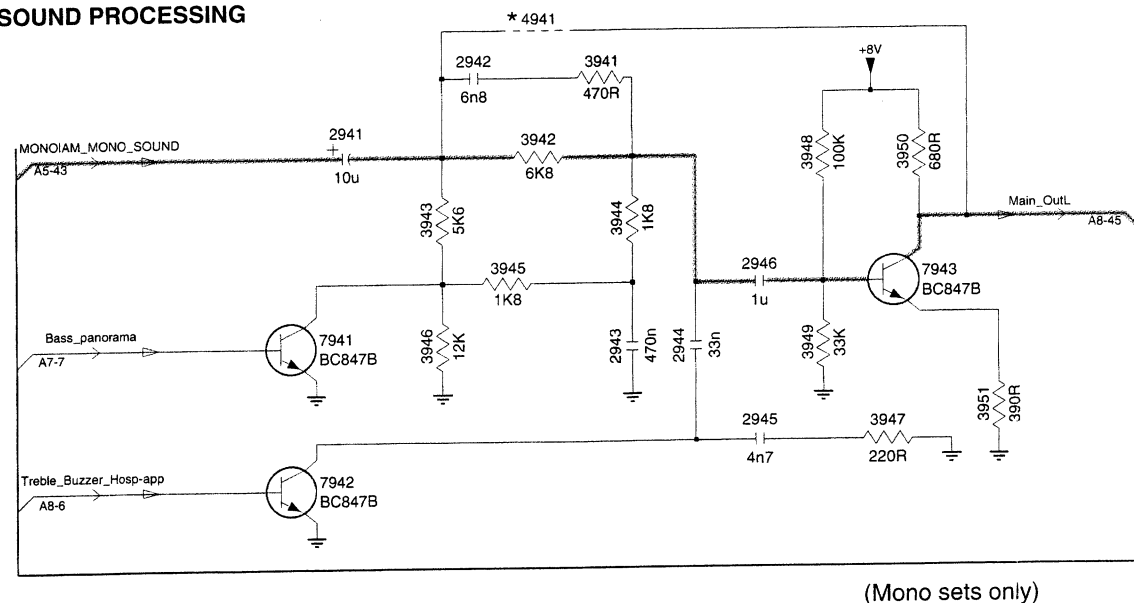 SOUND PROCESSING
* 4941
+8V
2942
6n8
3941
470R
3948
100K
3950
680R
MONOIAM_MONO_SOUND
A5-43
2941
+
10u
3942
6K8
3943
5K6
3944
1K8
Main_OutL
A8-45
3945
1K8
2946
1u
7943
BC847B
Bass_panorama
A7-7
7941
BC847B
3946
12K
2943
470n
2944
33n
3949
33K
3951
390R
2945
4n7
3947
220R
Treble_Buzzer_Hosp-app
A8-6
7942
BC847B
(Mono sets only)